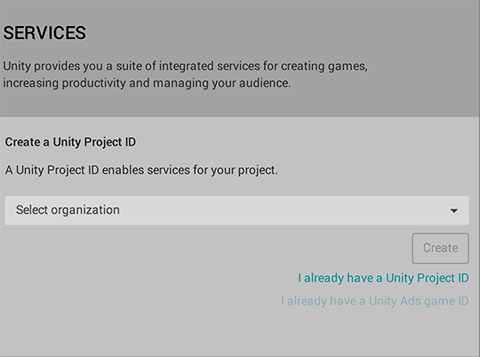 SERVICES
Unity provides you a suite of integrated services for creating games,
increasing productivity and managing your audience.
Create a Unity Project ID
A Unity Project ID enables services for your project.
Select organization
Create
I already have a Unity Project ID
I already have a Unity Ads game ID